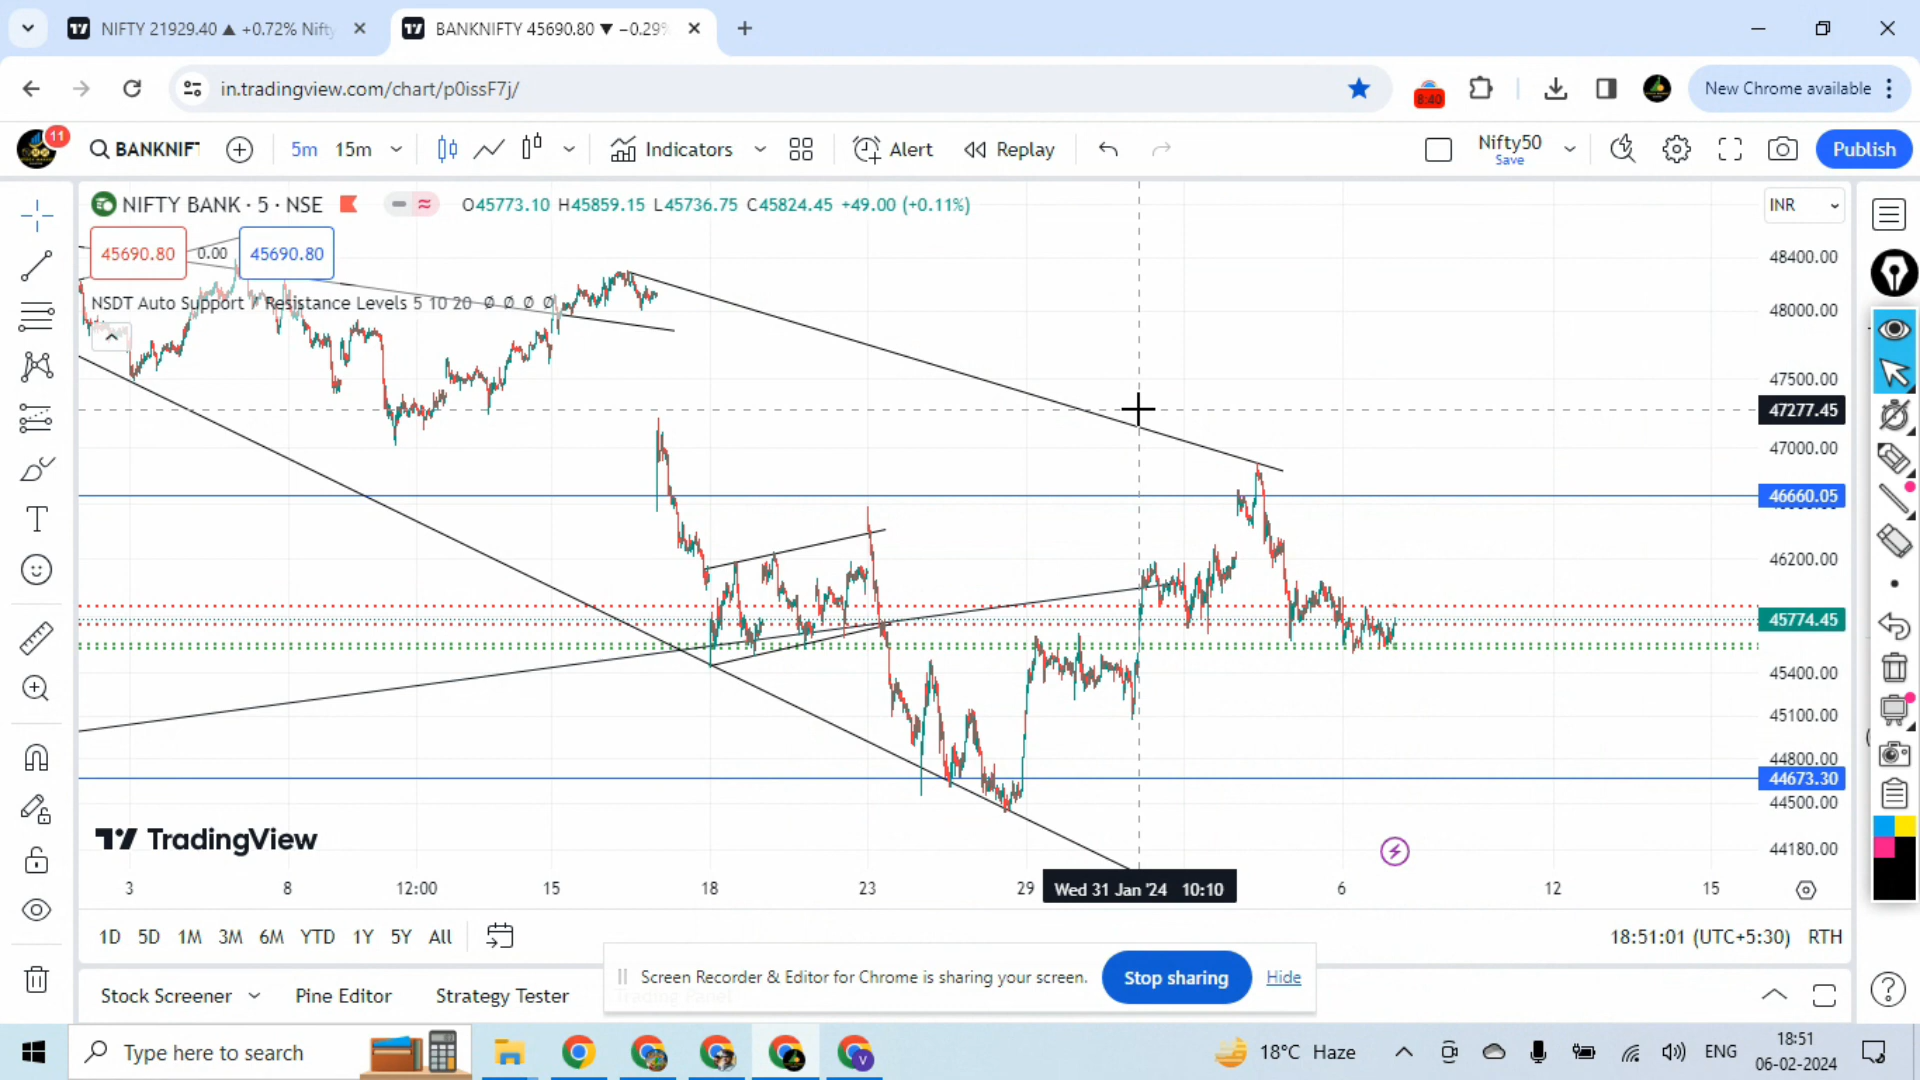 NIFTY 21929.40 ▲ +0.72% Nifty
BANKNIFTY 45690.80 ▼ −0.29%
in.tradingview.com/chart/p0issF7j/
8:40
New Chrome available
11
BANKNIFT
5m 15m
Indicators
Alert
Replay
Nifty50
Save
Publish
NIFTY BANK · 5 · NSE
O45773.10 H45859.15 L45736.75 C45824.45 +49.00 (+0.11%)
INR
45690.80 0.00 45690.80
NSDT Auto Support / Resistance Levels 5 10 20 ∅ ∅ ∅ ∅
48400.00
48000.00
47500.00
47277.45
47000.00
46660.05
46200.00
45774.45
45400.00
45100.00
44800.00
44673.30
44500.00
44180.00
TradingView
3 8 12:00 15 18 23 29 Wed 31 Jan '24 10:10 6 12 15
1D 5D 1M 3M 6M YTD 1Y 5Y All
18:51:01 (UTC+5:30) RTH
Screen Recorder & Editor for Chrome is sharing your screen. Stop sharing Hide
Stock Screener Pine Editor Strategy Tester Trading Panel
Type here to search
V
18°C Haze
ENG
18:51
06-02-2024